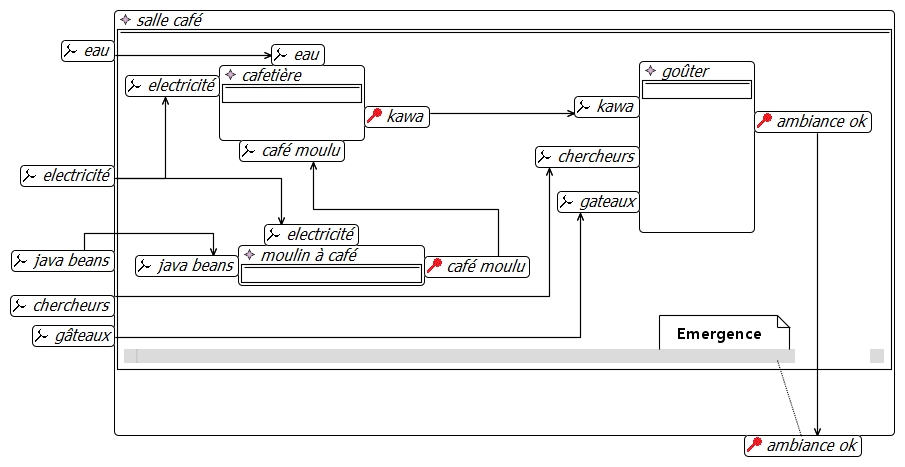 salle café
eau
eau
cafetière
goûter
electricité
kawa
kawa
ambiance ok
café moulu
chercheurs
electricité
gateaux
electricité
moulin à café
java beans
java beans
café moulu
chercheurs
gâteaux
Emergence
ambiance ok